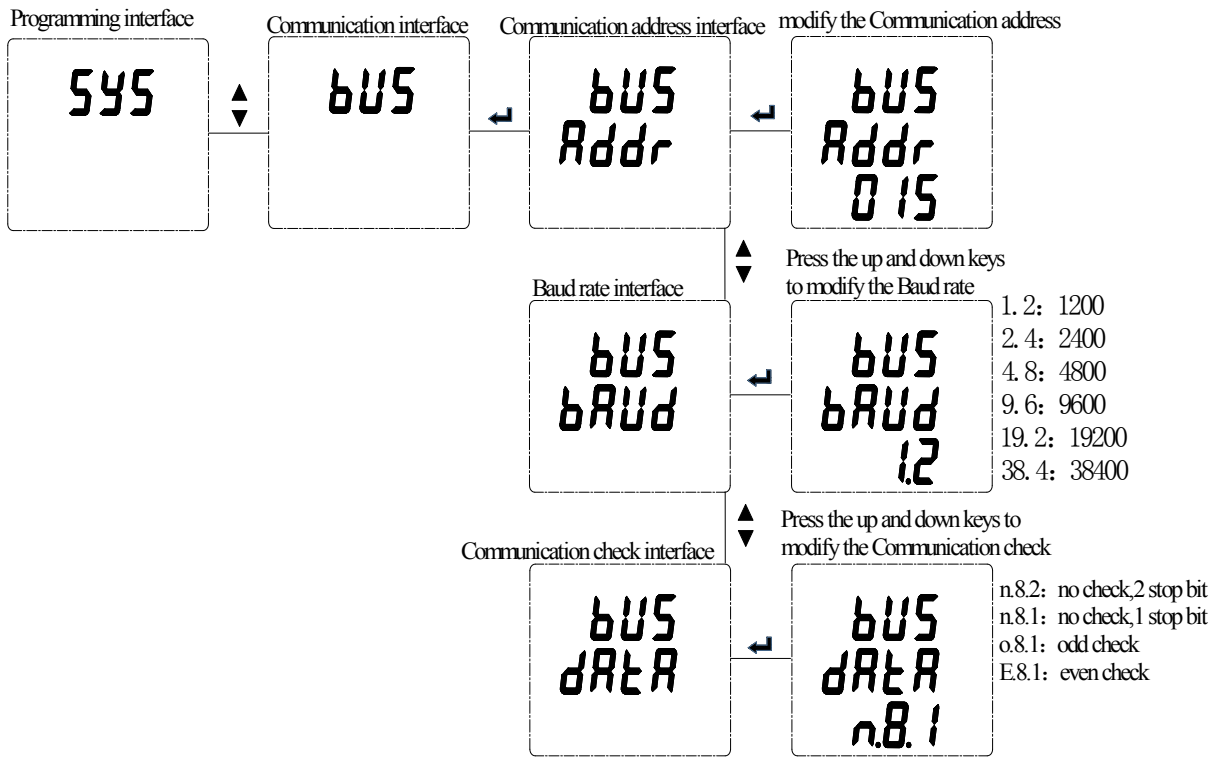 Programming interface
Communication interface
Communication address interface
modify the Communication address
SYS
bUS
bUS
Addr
bUS
Addr
015
Baud rate interface
Press the up and down keys
to modify the Baud rate
bUS
bAUd
bUS
bAUd
1.2
1.2: 1200
2.4: 2400
4.8: 4800
9.6: 9600
19.2: 19200
38.4: 38400
Communication check interface
Press the up and down keys to
modify the Communication check
bUS
dAtA
bUS
dAtA
n.8.1
n.8.2: no check,2 stop bit
n.8.1: no check,1 stop bit
o.8.1: odd check
E.8.1: even check